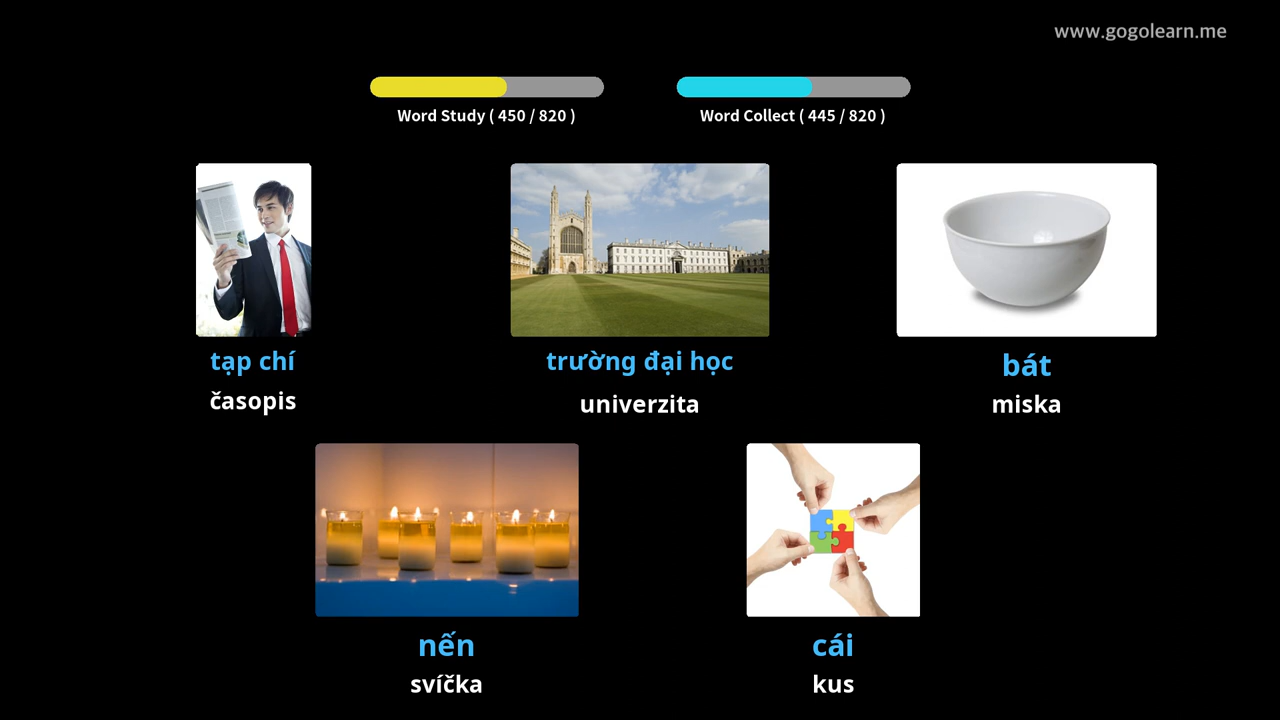 www.gogolearn.me
Word Study ( 450 / 820 )
Word Collect ( 445 / 820 )
tạp chí
časopis
trường đại học
univerzita
bát
miska
nến
svíčka
cái
kus